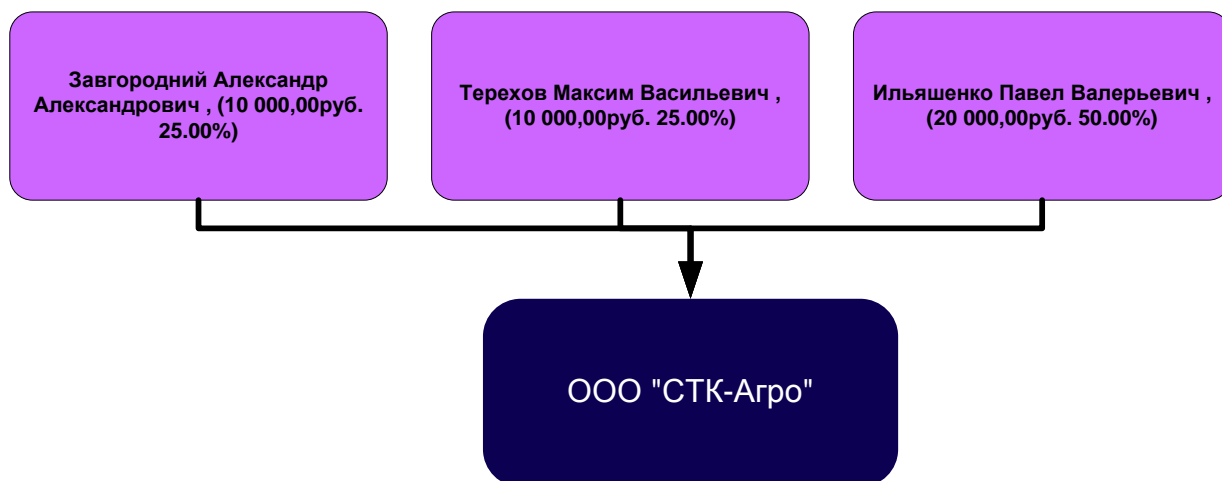 Завгородний Александр
Александрович , (10 000,00руб.
25.00%)
Терехов Максим Васильевич ,
(10 000,00руб. 25.00%)
Ильяшенко Павел Валерьевич ,
(20 000,00руб. 50.00%)
ООО "СТК-Агро"